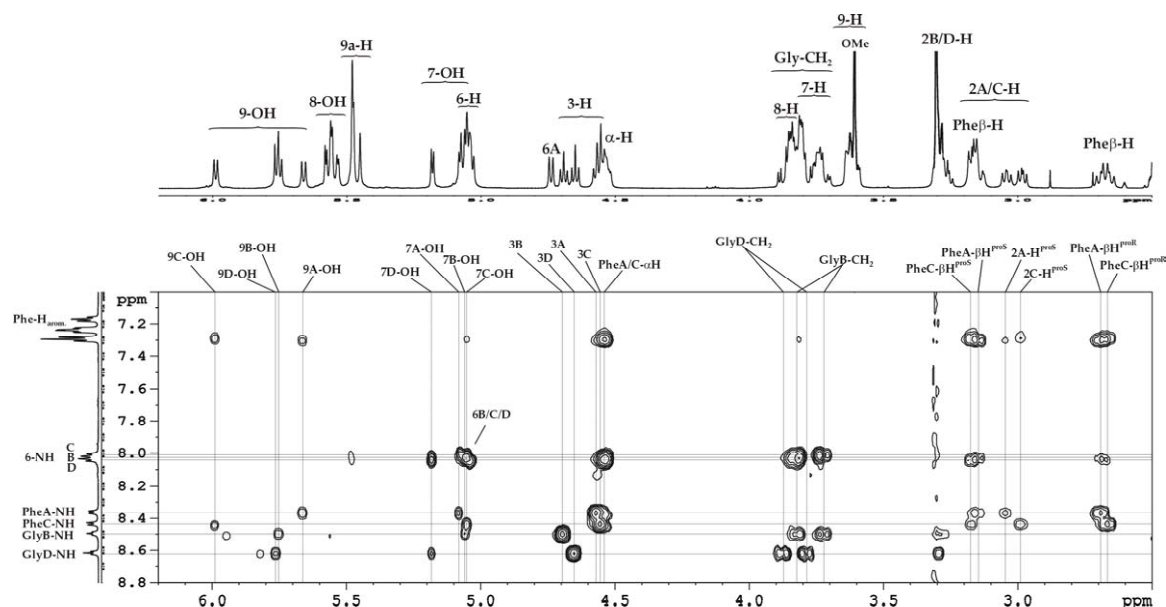 9-H
9a-H
OMe
2B/D-H
Gly-CH₂
7-OH
8-OH
6-H
3-H
7-H
2A/C-H
9-OH
8-H
α-H
Pheβ-H
6A
Pheβ-H
ppm
9B-OH
3B
3A
7A-OH
GlyD-CH₂
PheA-βHᵖʳᵒˢ
PheA-βHᵖʳᵒᴿ
9C-OH
9D-OH
7B-OH
3D
3C
GlyB-CH₂
PheC-βHᵖʳᵒˢ
2A-Hᵖʳᵒˢ
PheC-βHᵖʳᵒᴿ
9A-OH
7D-OH
7C-OH
PheA/C-αH
2C-Hᵖʳᵒˢ
ppm
Phe-Hₐᵣₒₘ.
7.2
7.4
7.6
7.8
6B/C/D
C
6-NH B 8.0
D
8.2
PheA-NH
PheC-NH 8.4
GlyB-NH
GlyD-NH 8.6
8.8
6.0 5.5 5.0 4.5 4.0 3.5 3.0 ppm